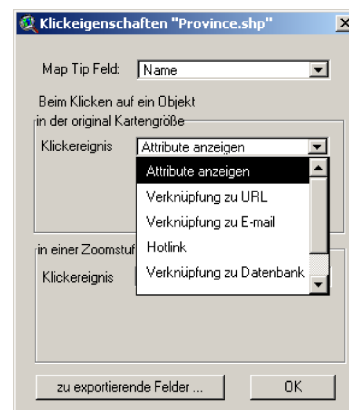 Klickeigenschaften "Province.shp"
Map Tip Feld: Name
Beim Klicken auf ein Objekt
in der original Kartengröße
Klickereignis Attribute anzeigen
Attribute anzeigen
Verknüpfung zu URL
Verknüpfung zu E-mail
Hotlink
in einer Zoomstuf
Verknüpfung zu Datenbank
Klickereignis
zu exportierende Felder ... OK